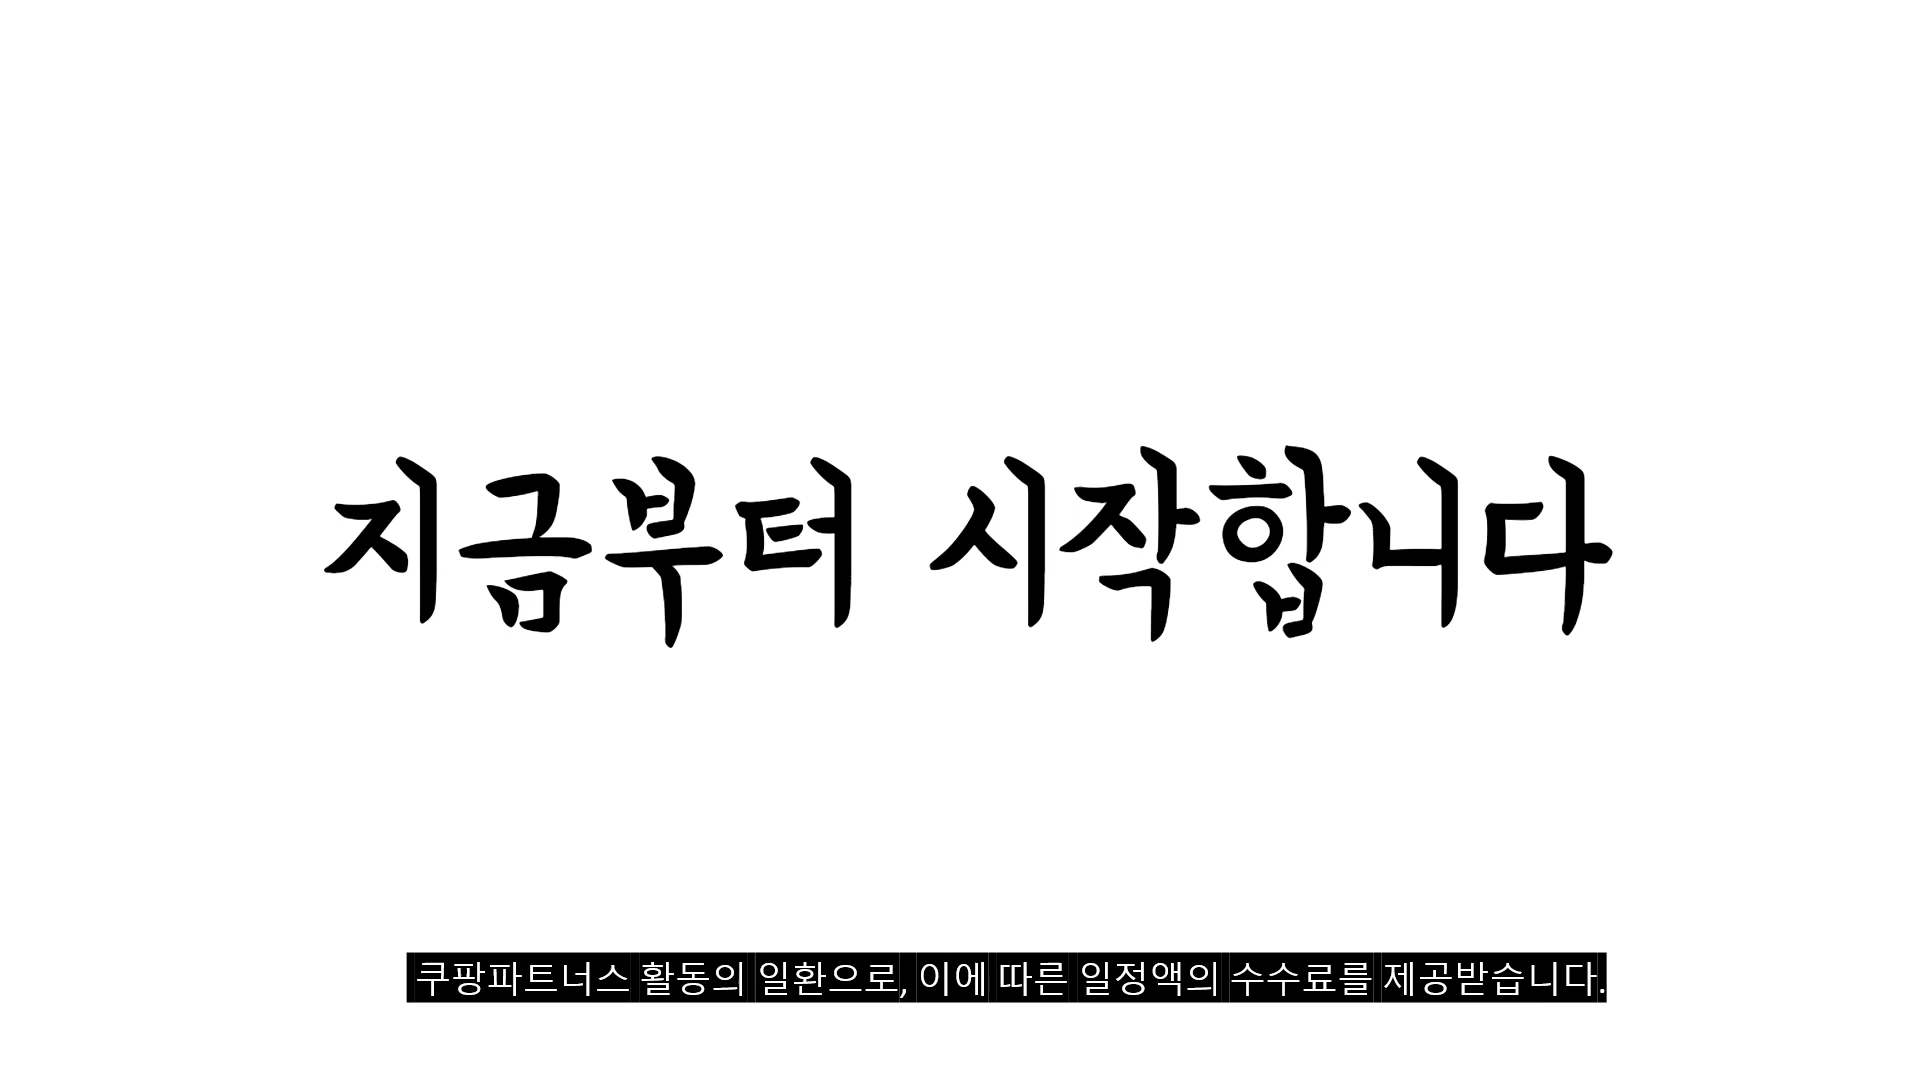 지금부터 시작합니다
쿠팡파트너스 활동의 일환으로, 이에 따른 일정액의 수수료를 제공받습니다.